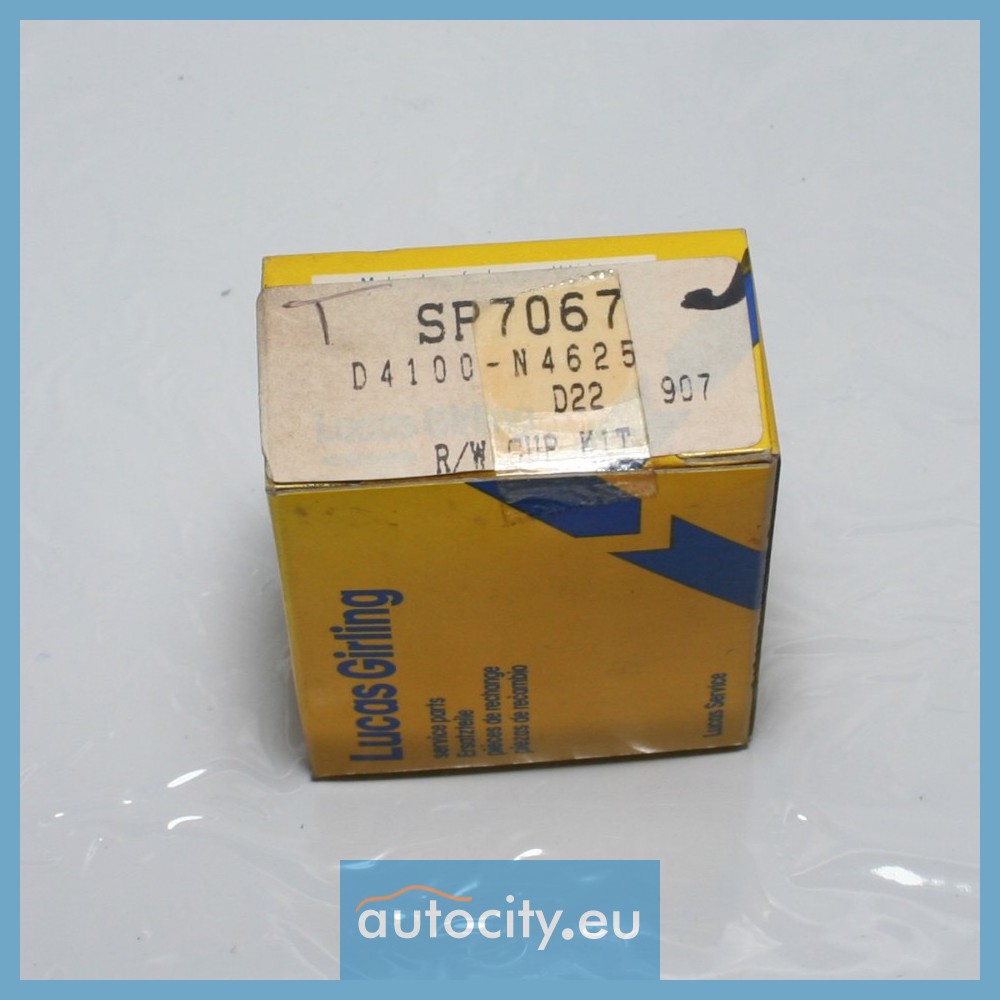 T
SP7067
D4100-N4625
D22 907
R/W CUP KIT
Lucas Girling
service parts
Ersatzteile
pièces de rechange
piezas de recambio
Lucas Service
autocity.eu